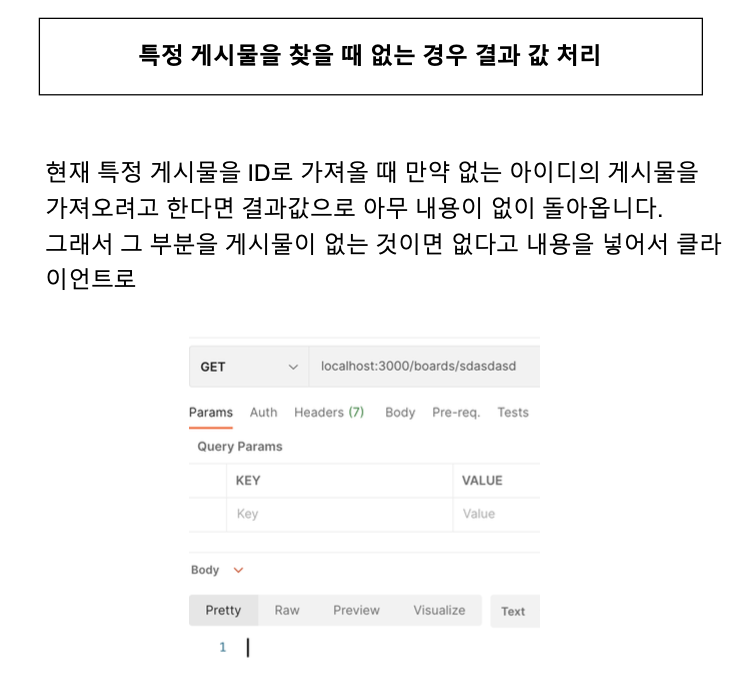 특정 게시물을 찾을 때 없는 경우 결과 값 처리
현재 특정 게시물을 ID로 가져올 때 만약 없는 아이디의 게시물을
가져오려고 한다면 결과값으로 아무 내용이 없이 돌아옵니다.
그래서 그 부분을 게시물이 없는 것이면 없다고 내용을 넣어서 클라
이언트로
GET localhost:3000/boards/sdasdasd
Params Auth Headers (7) Body Pre-req. Tests
Query Params
KEY VALUE
Key Value
Body
Pretty Raw Preview Visualize Text
1